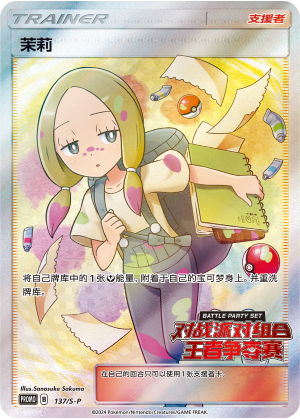 TRAINER
支援者
茉莉
将自己牌库中的1张能量,附着于自己的宝可梦身上。并重洗
牌库。
BATTLE PARTY SET
对战派对组合
王者争夺赛
在自己的回合只可以使用1张支援者卡。
Illus.Sanosuke Sakuma
PROMO 137/S-P
©2024 Pokémon/Nintendo/Creatures/GAME FREAK.